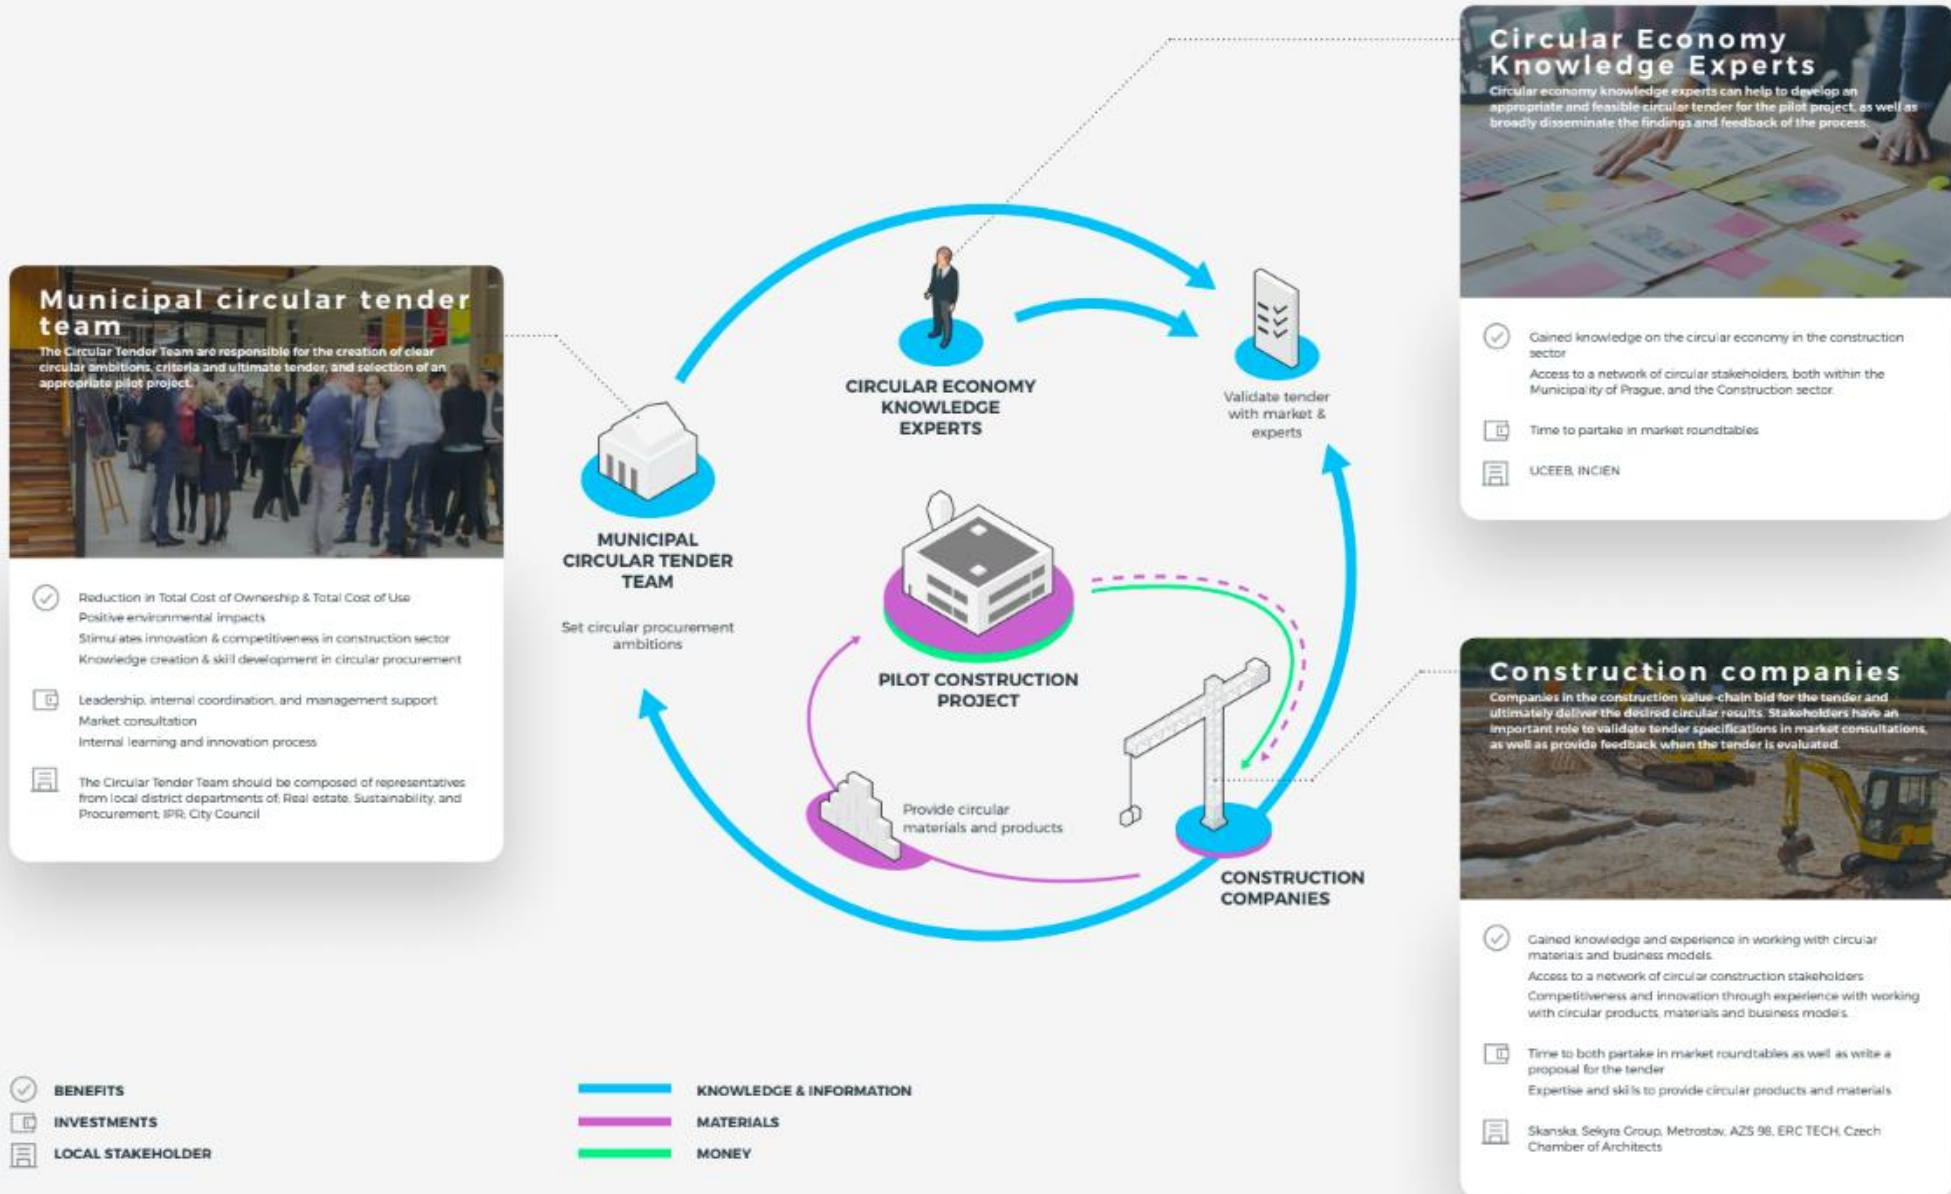 Circular Economy
Knowledge Experts
Circular economy knowledge experts can help to develop an
appropriate and feasible circular tender for the pilot project, as well as
broadly disseminate the findings and feedback of the process.
Gained knowledge on the circular economy in the construction
sector
Access to a network of circular stakeholders, both within the
Municipality of Prague, and the Construction sector.
Time to partake in market roundtables
UCEEB, INCIEN
Municipal circular tender
team
The Circular Tender Team are responsible for the creation of clear
circular ambitions, criteria and ultimate tender, and selection of an
appropriate pilot project.
Reduction in Total Cost of Ownership & Total Cost of Use
Positive environmental impacts
Stimulates innovation & competitiveness in construction sector
Knowledge creation & skill development in circular procurement
Leadership, internal coordination, and management support
Market consultation
Internal learning and innovation process
The Circular Tender Team should be composed of representatives
from local district departments of: Real estate, Sustainability, and
Procurement; IPR; City Council
CIRCULAR ECONOMY
KNOWLEDGE
EXPERTS
Validate tender
with market &
experts
MUNICIPAL
CIRCULAR TENDER
TEAM
Set circular procurement
ambitions
PILOT CONSTRUCTION
PROJECT
Provide circular
materials and products
CONSTRUCTION
COMPANIES
Construction companies
Companies in the construction value-chain bid for the tender and
ultimately deliver the desired circular results. Stakeholders have an
important role to validate tender specifications in market consultations,
as well as provide feedback when the tender is evaluated.
Gained knowledge and experience in working with circular
materials and business models.
Access to a network of circular construction stakeholders
Competitiveness and innovation through experience with working
with circular products, materials and business models.
Time to both partake in market roundtables as well as write a
proposal for the tender
Expertise and skills to provide circular products and materials
Skanska, Sekyra Group, Metrostav, AZS 98, ERC TECH, Czech
Chamber of Architects
BENEFITS
INVESTMENTS
LOCAL STAKEHOLDER
KNOWLEDGE & INFORMATION
MATERIALS
MONEY